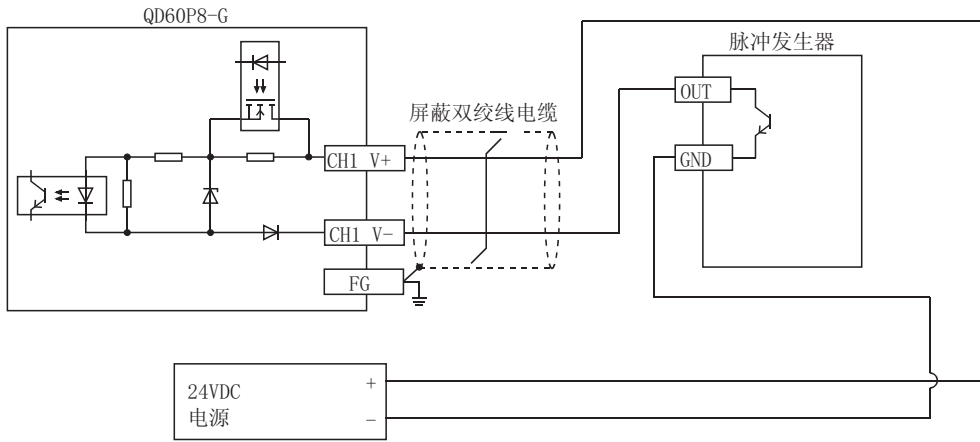 QD60P8-G
脉冲发生器
OUT
屏蔽双绞线电缆
CH1 V+
GND
CH1 V-
FG
24VDC
电源
+
-